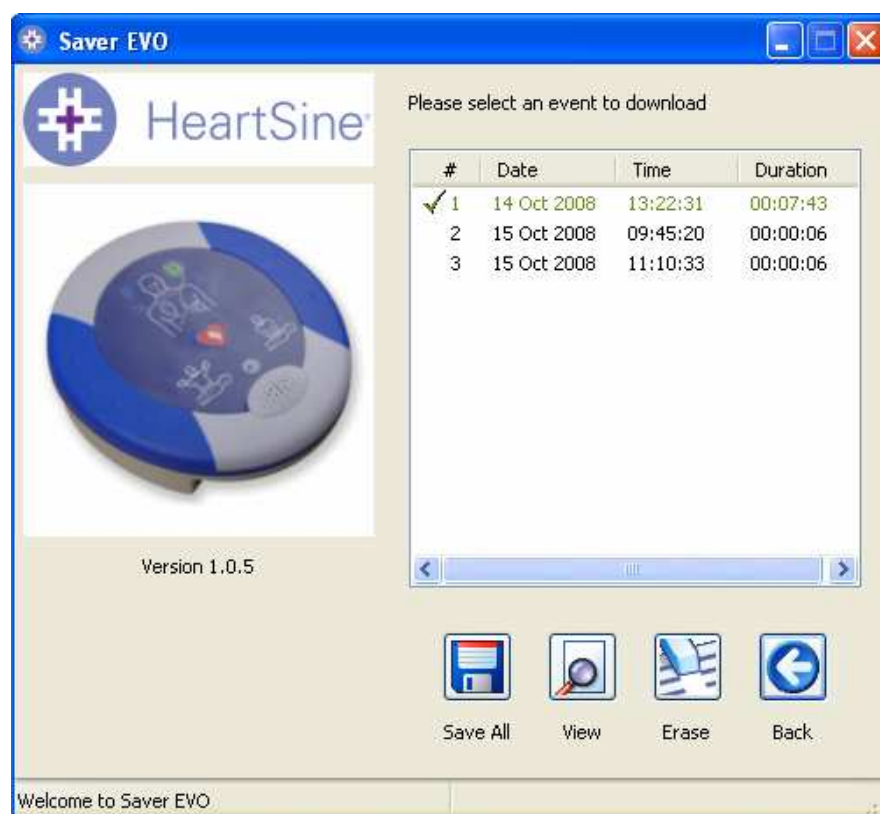 Saver EVO
HeartSine
Please select an event to download
# Date Time Duration
1 14 Oct 2008 13:22:31 00:07:43
2 15 Oct 2008 09:45:20 00:00:06
3 15 Oct 2008 11:10:33 00:00:06
Version 1.0.5
Save All View Erase Back
Welcome to Saver EVO